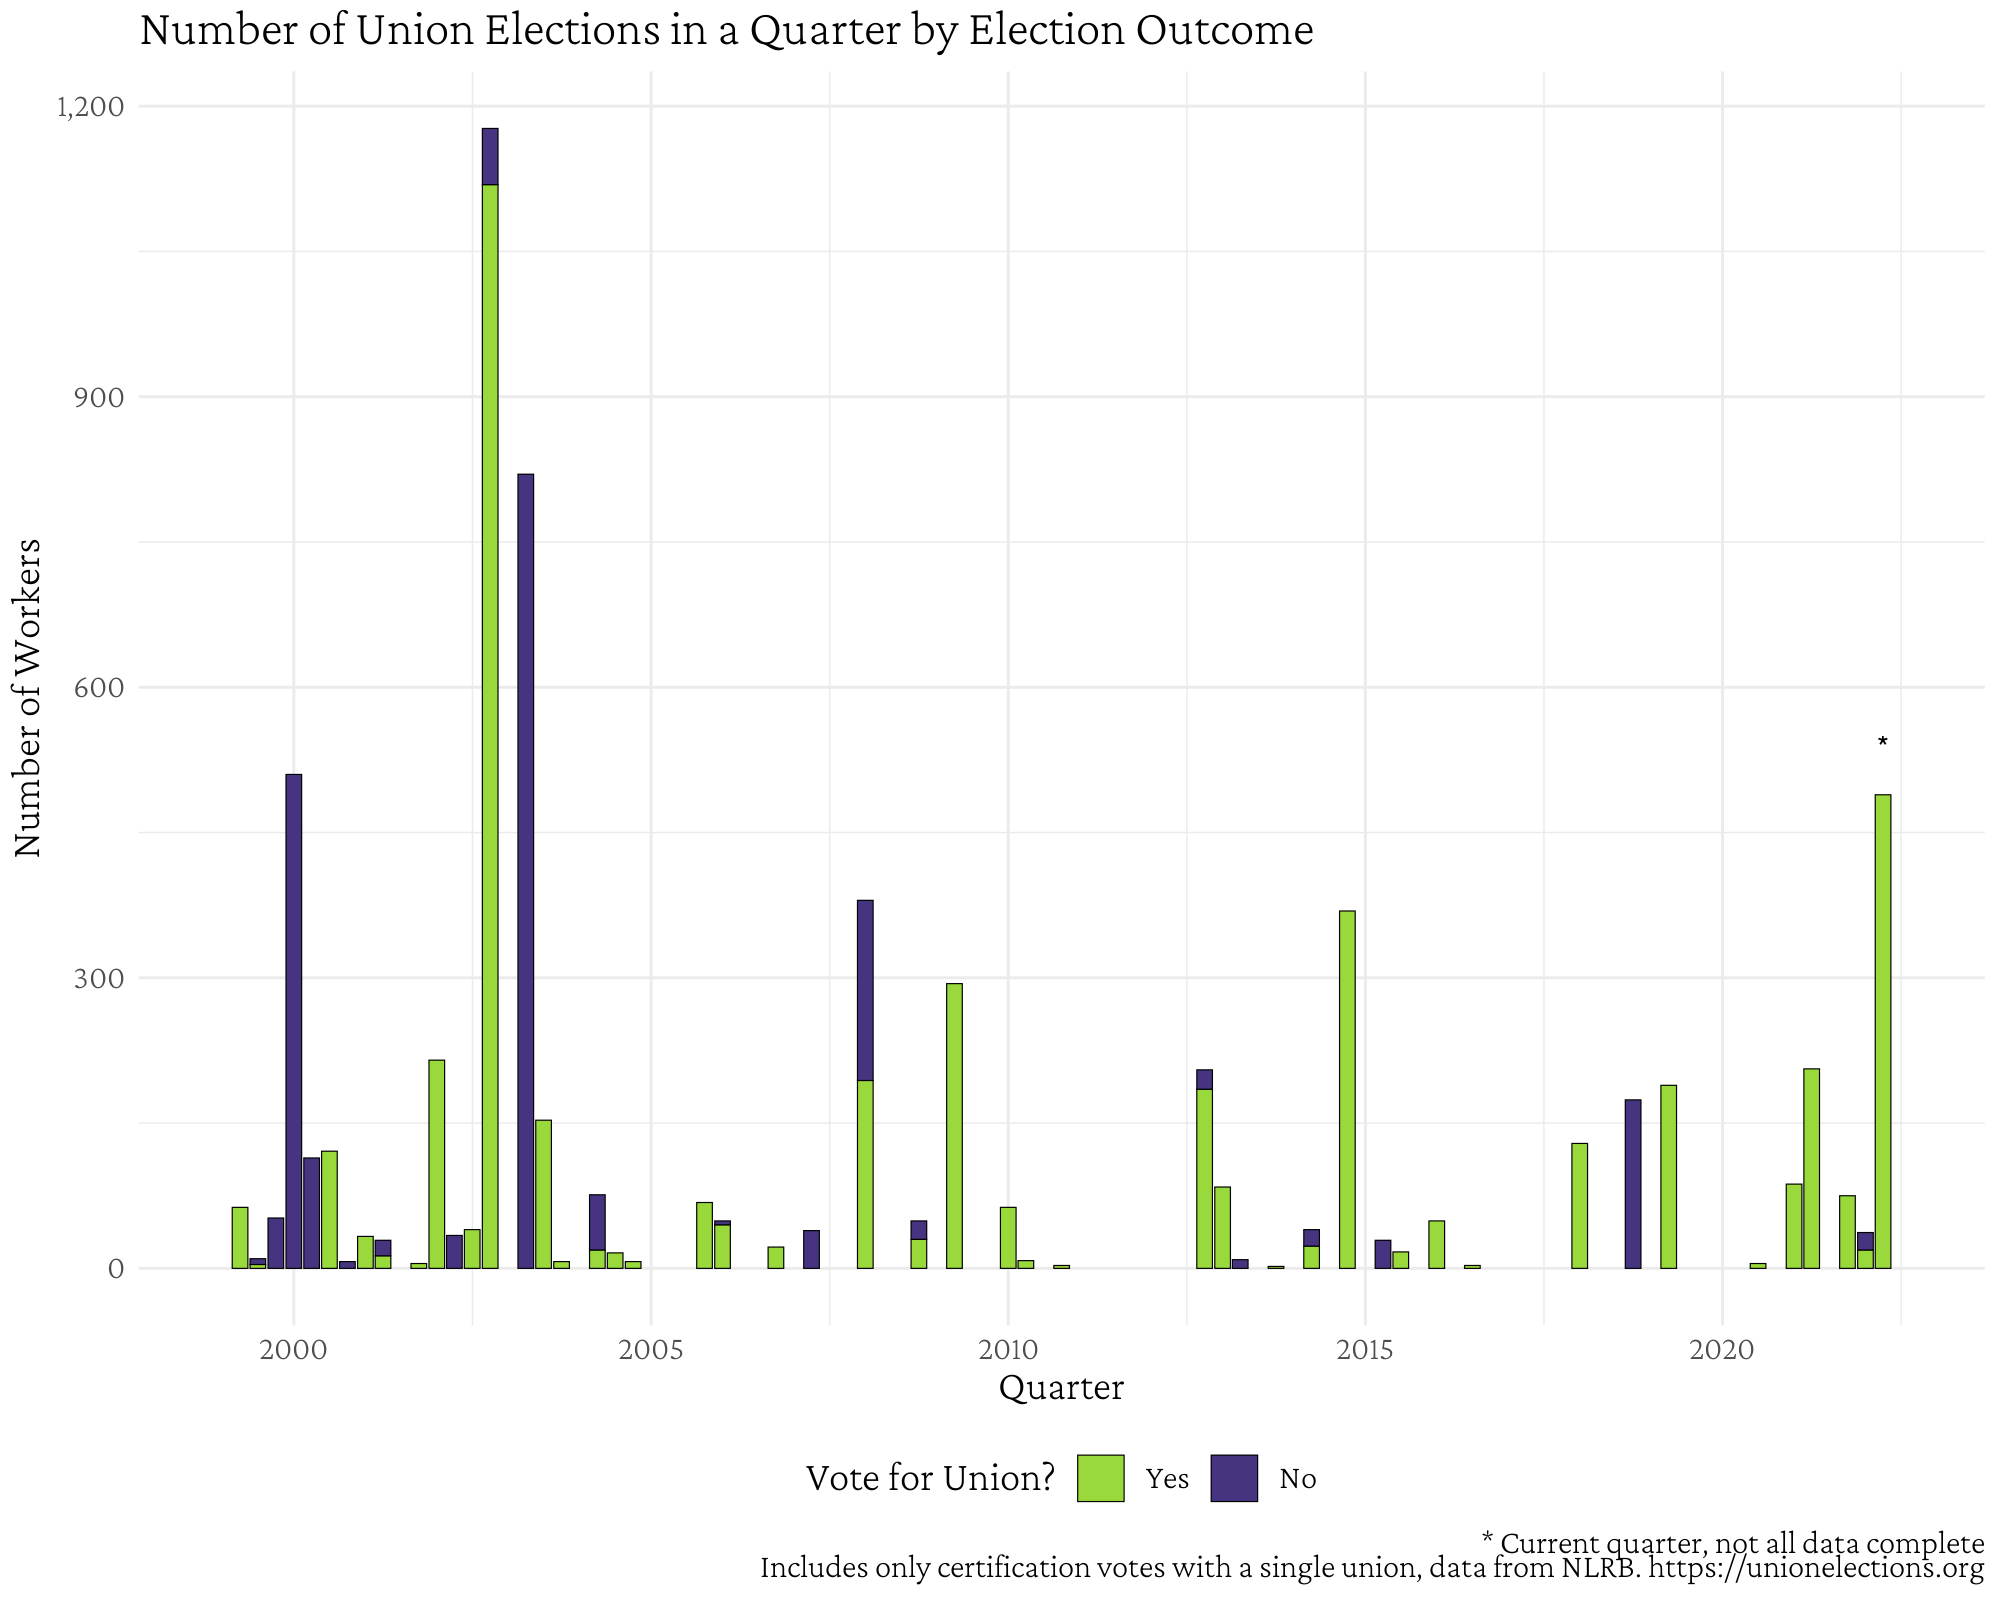 Number of Union Elections in a Quarter by Election Outcome
1,200
900
600
300
0
Number of Workers
*
2000 2005 2010 2015 2020
Quarter
Vote for Union? Yes No
* Current quarter, not all data complete
Includes only certification votes with a single union, data from NLRB. https://unionelections.org